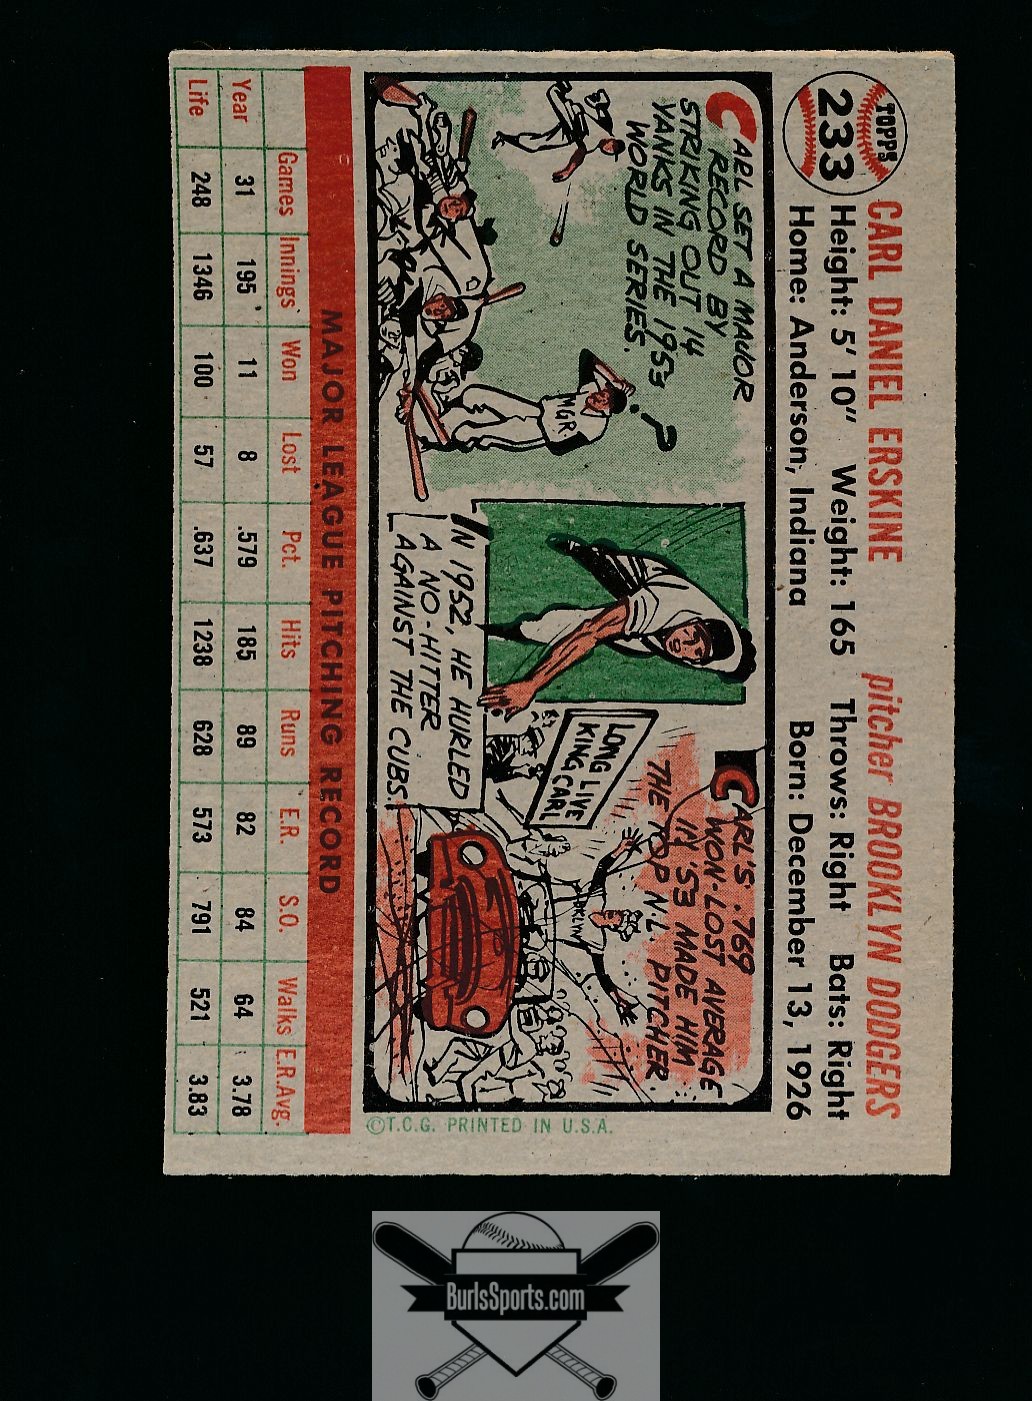 TOPPS
233
CARL DANIEL ERSKINE pitcher BROOKLYN DODGERS
Height: 5' 10" Weight: 165 Throws: Right Bats: Right
Home: Anderson, Indiana Born: December 13, 1926
CARL SET A MAJOR
RECORD BY
STRIKING OUT 14
YANKS IN THE 1953
WORLD SERIES.
?
MGR
IN 1952, HE HURLED
A NO-HITTER
AGAINST THE CUBS.
CARL'S .769
WON-LOST AVERAGE
IN '53 MADE HIM
THE TOP N.L. PITCHER.
LONG LIVE
KING CARL
©T.C.G. PRINTED IN U.S.A.
MAJOR LEAGUE PITCHING RECORD
Games Innings Won Lost Pct. Hits Runs E.R. S.O. Walks E.R.Avg.
Year 31 195 11 8 .579 185 89 82 84 64 3.78
Life 248 1346 100 57 .637 1238 628 573 791 521 3.83
BurlsSports.com